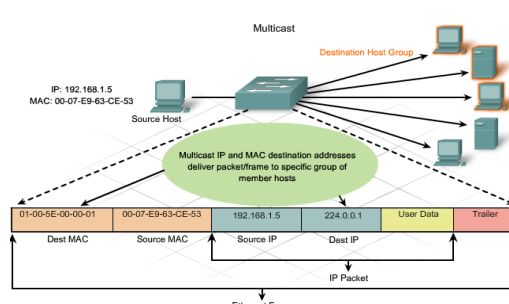 Multicast
Destination Host Group
IP: 192.168.1.5
MAC: 00-07-E9-63-CE-53
Source Host
Multicast IP and MAC destination addresses
deliver packet/frame to specific group of
member hosts
01-00-5E-00-00-01
00-07-E9-63-CE-53
192.168.1.5
224.0.0.1
User Data
Trailer
Dest MAC
Source MAC
Source IP
Dest IP
IP Packet